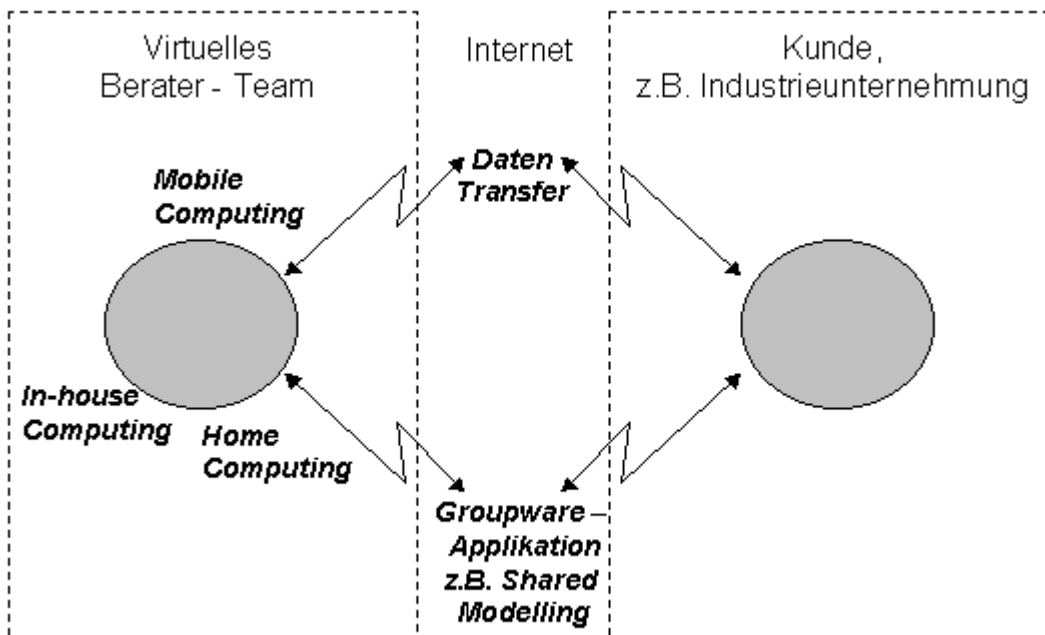 Virtuelles
Berater - Team
Internet
Kunde,
z.B. Industrieunternehmung
Daten
Transfer
Mobile
Computing
In-house
Computing
Home
Computing
Groupware –
Applikation
z.B. Shared
Modelling